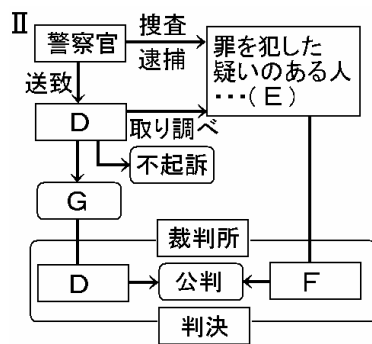 Ⅱ
警察官
捜査
逮捕
罪を犯した
疑いのある人
…(E)
送致
D
取り調べ
不起訴
G
裁判所
D
公判
F
判決